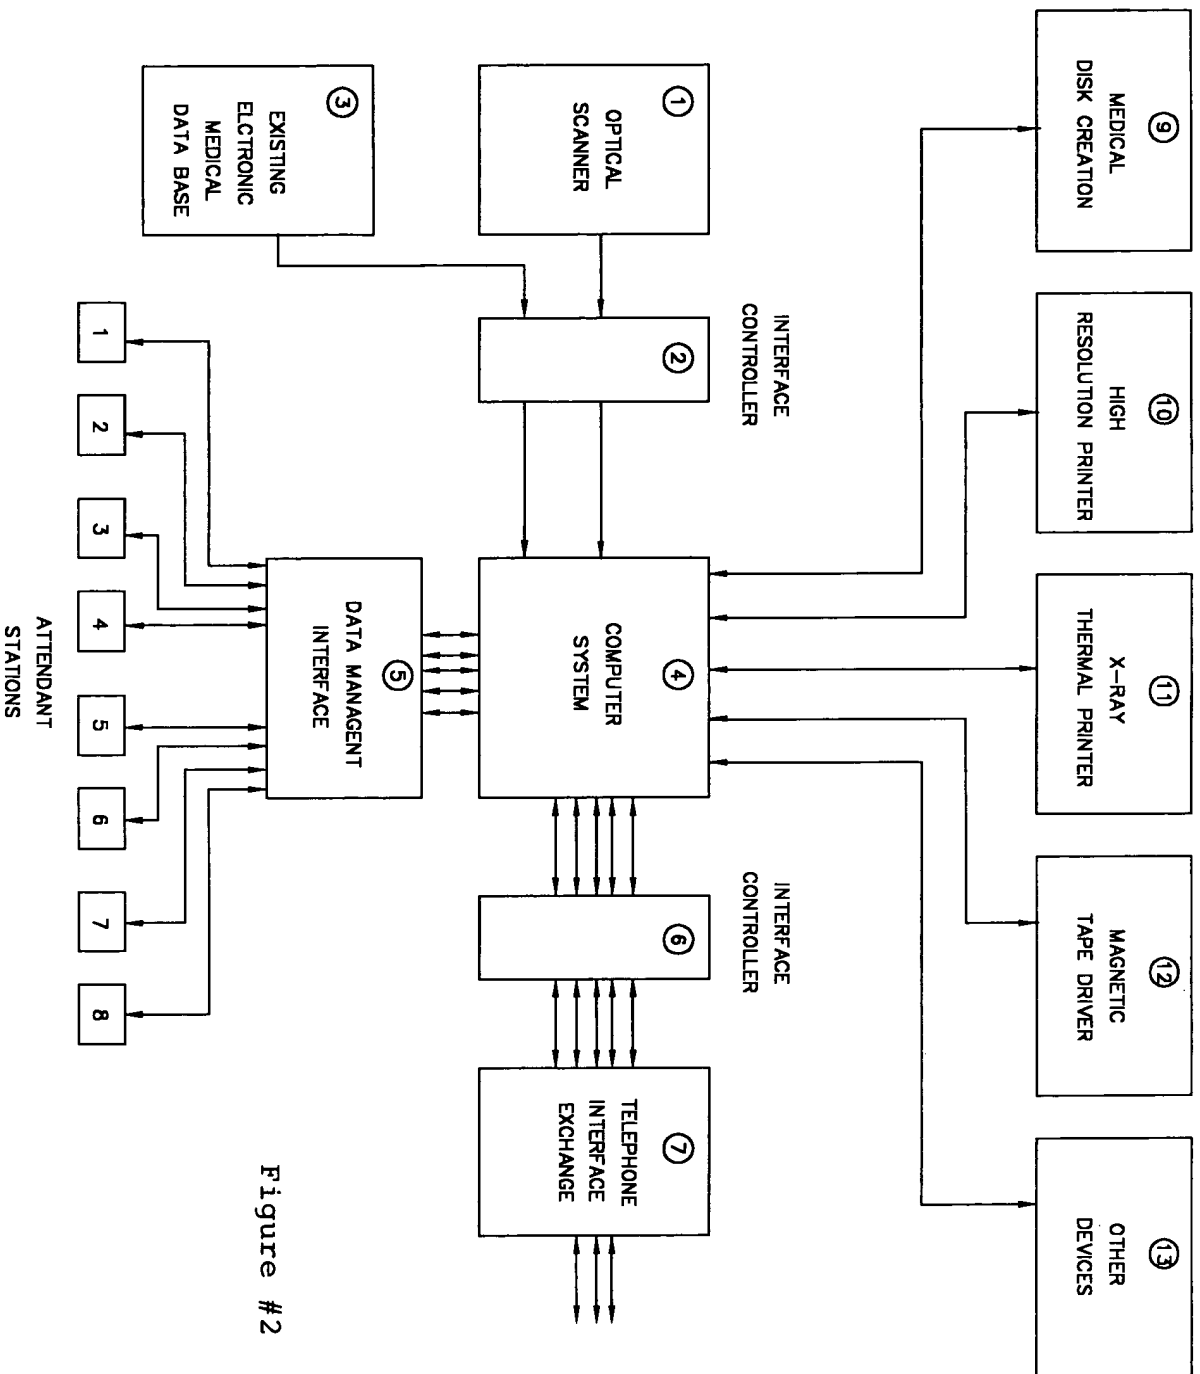 9
MEDICAL
DISK CREATION
10
HIGH
RESOLUTION PRINTER
11
X-RAY
THERMAL PRINTER
12
MAGNETIC
TAPE DRIVER
13
OTHER
DEVICES
INTERFACE
CONTROLLER
INTERFACE
CONTROLLER
1
OPTICAL
SCANNER
2
4
COMPUTER
SYSTEM
6
7
TELEPHONE
INTERFACE
EXCHANGE
3
EXISTING
ELCTRONIC
MEDICAL
DATA BASE
5
DATA MANAGENT
INTERFACE
1
2
3
4
5
6
7
8
ATTENDANT
STATIONS
Figure #2